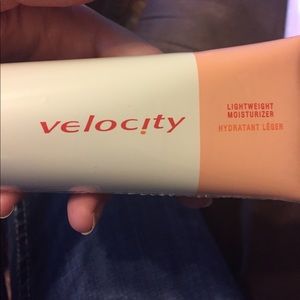 velocity
LIGHTWEIGHT
MOISTURIZER
HYDRATANT LÉGER